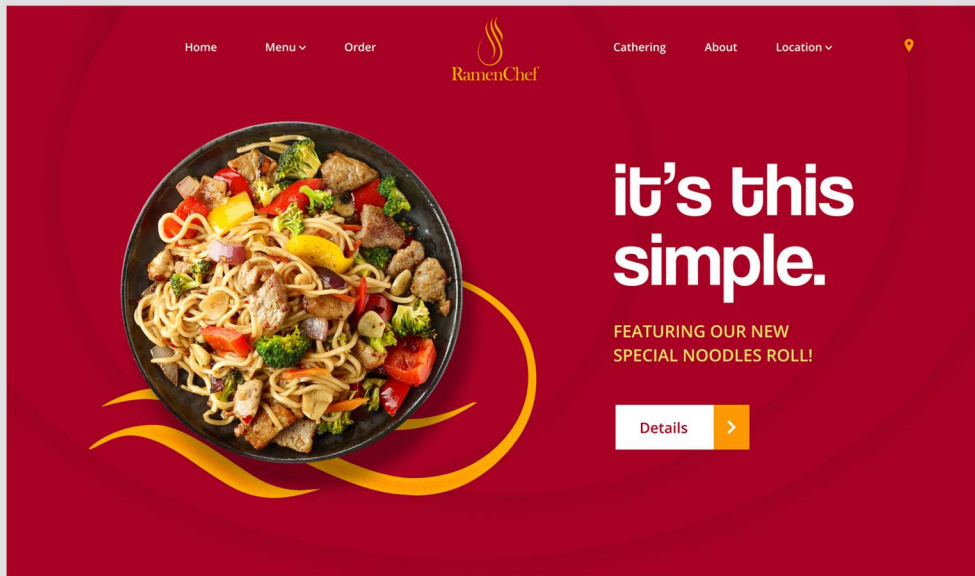 Home
Menu
Order
RamenChef
Cathering
About
Location
it's this
simple.
FEATURING OUR NEW
SPECIAL NOODLES ROLL!
Details